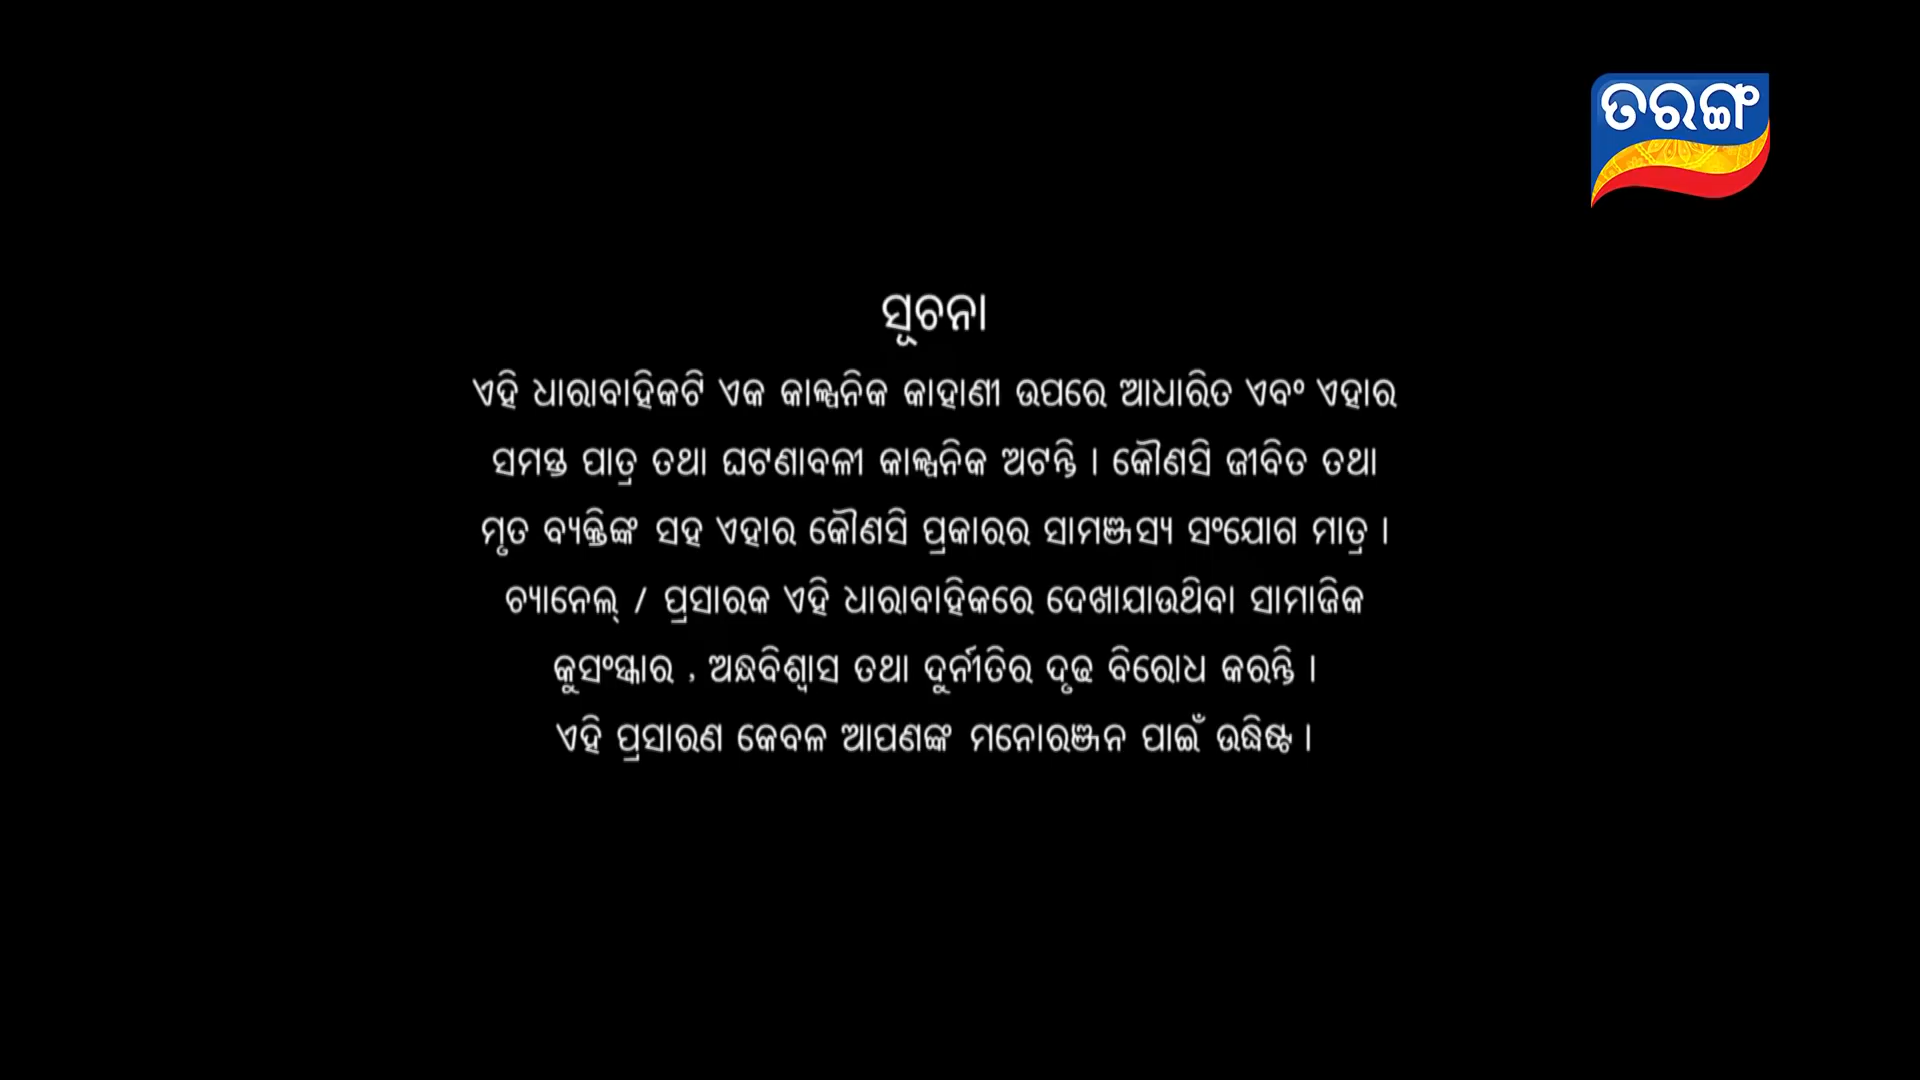 ତରଙ୍ଗ
ସୂଚନା
ଏହି ଧାରାବାହିକଟି ଏକ କାଳ୍ପନିକ କାହାଣୀ ଉପରେ ଆଧାରିତ ଏବଂ ଏହାର
ସମସ୍ତ ପାତ୍ର ତଥା ଘଟଣାବଳୀ କାଳ୍ପନିକ ଅଟନ୍ତି । କୌଣସି ଜୀବିତ ତଥା
ମୃତ ବ୍ୟକ୍ତିଙ୍କ ସହ ଏହାର କୌଣସି ପ୍ରକାରର ସାମଞ୍ଜସ୍ୟ ସଂଯୋଗ ମାତ୍ର ।
ଚ୍ୟାନେଲ୍ / ପ୍ରସାରକ ଏହି ଧାରାବାହିକରେ ଦେଖାଯାଉଥିବା ସାମାଜିକ
କୁସଂସ୍କାର , ଅନ୍ଧବିଶ୍ୱାସ ତଥା ଦୁର୍ନୀତିର ଦୃଢ ବିରୋଧ କରନ୍ତି ।
ଏହି ପ୍ରସାରଣ କେବଳ ଆପଣଙ୍କ ମନୋରଞ୍ଜନ ପାଇଁ ଉଦ୍ଧିଷ୍ଟ ।